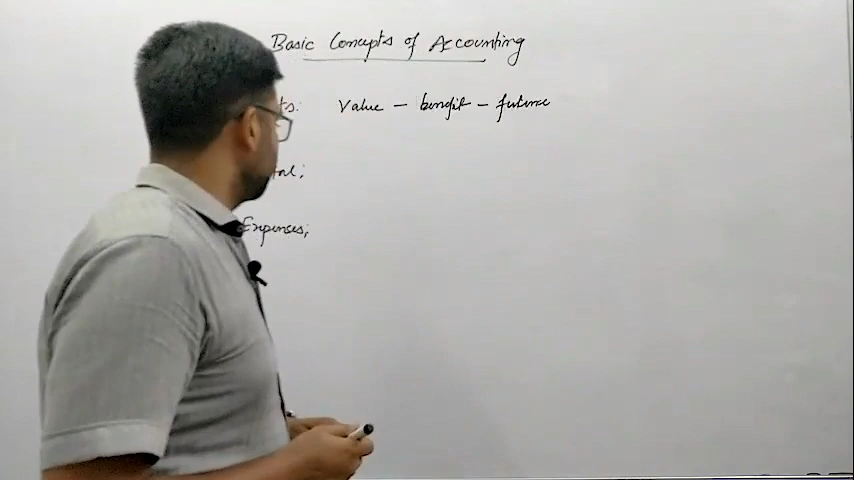 Basic Concepts of Accounting
ts: Value - benefit - future
tal;
Expenses;